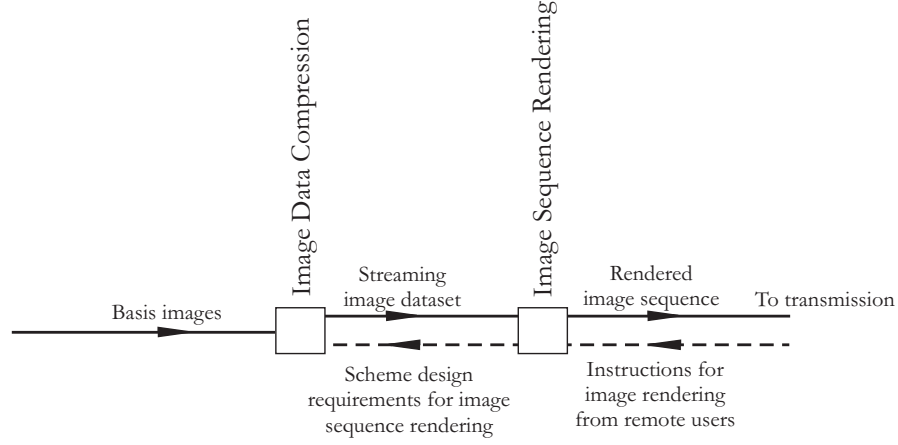 Image Data Compression
Image Sequence Rendering
Basis images
Streaming
image dataset
Rendered
image sequence
To transmission
Scheme design
requirements for image
sequence rendering
Instructions for
image rendering
from remote users